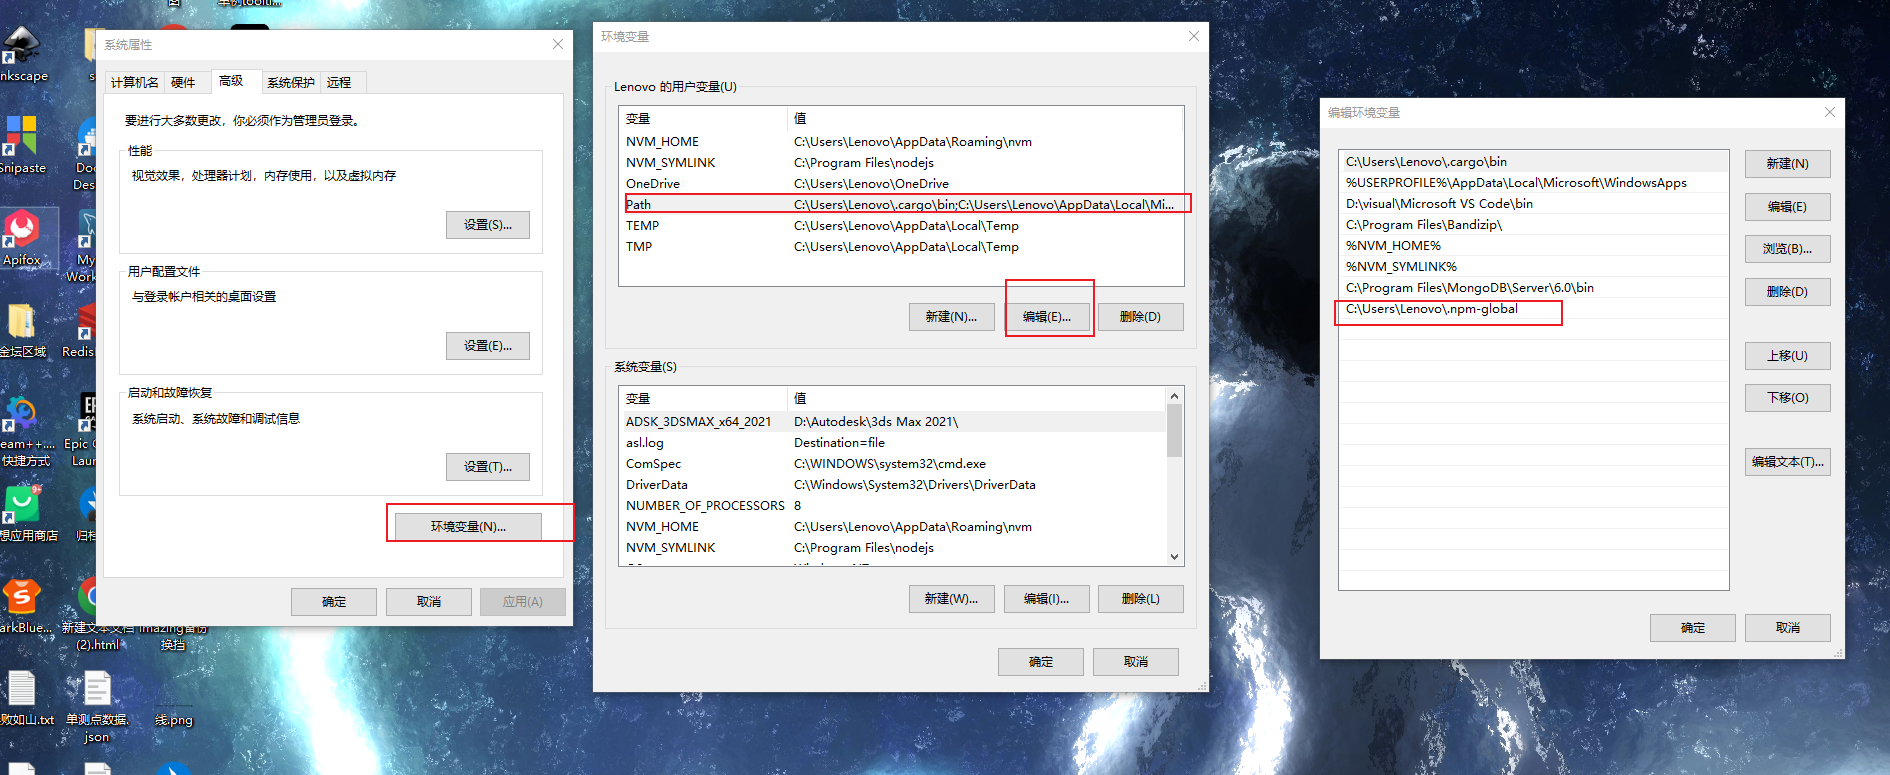 图
单例toolti...
nkscape
s
Snipaste
Doc
Des
Apifox
My
Work
金坛区域
Redis
eam++....
快捷方式
Epic G
Laun
想应用商店
归档
arkBlue...
新建文本文档
(2).html
imazing备份
换挡
败如山.txt
单测点数据.
json
线.png
系统属性
计算机名
硬件
高级
系统保护
远程
要进行大多数更改，你必须作为管理员登录。
性能
视觉效果，处理器计划，内存使用，以及虚拟内存
设置(S)...
用户配置文件
与登录帐户相关的桌面设置
设置(E)...
启动和故障恢复
系统启动、系统故障和调试信息
设置(T)...
环境变量(N)...
确定
取消
应用(A)
环境变量
Lenovo 的用户变量(U)
变量 值
NVM_HOME C:\Users\Lenovo\AppData\Roaming\nvm
NVM_SYMLINK C:\Program Files\nodejs
OneDrive C:\Users\Lenovo\OneDrive
Path C:\Users\Lenovo\.cargo\bin;C:\Users\Lenovo\AppData\Local\Mi...
TEMP C:\Users\Lenovo\AppData\Local\Temp
TMP C:\Users\Lenovo\AppData\Local\Temp
新建(N)...
编辑(E)...
删除(D)
系统变量(S)
变量 值
ADSK_3DSMAX_x64_2021 D:\Autodesk\3ds Max 2021\
asl.log Destination=file
ComSpec C:\WINDOWS\system32\cmd.exe
DriverData C:\Windows\System32\Drivers\DriverData
NUMBER_OF_PROCESSORS 8
NVM_HOME C:\Users\Lenovo\AppData\Roaming\nvm
NVM_SYMLINK C:\Program Files\nodejs
新建(W)...
编辑(I)...
删除(L)
确定
取消
编辑环境变量
C:\Users\Lenovo\.cargo\bin
%USERPROFILE%\AppData\Local\Microsoft\WindowsApps
D:\visual\Microsoft VS Code\bin
C:\Program Files\Bandizip\
%NVM_HOME%
%NVM_SYMLINK%
C:\Program Files\MongoDB\Server\6.0\bin
C:\Users\Lenovo\.npm-global
新建(N)
编辑(E)
浏览(B)...
删除(D)
上移(U)
下移(O)
编辑文本(T)...
确定
取消